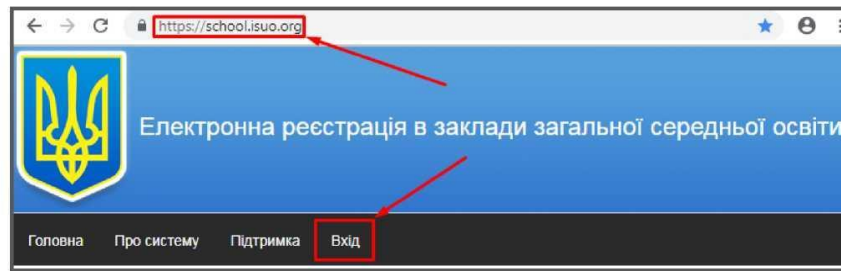 https://school.isuo.org
Електронна реєстрація в заклади загальної середньої освіти
Головна Про систему Підтримка Вхід